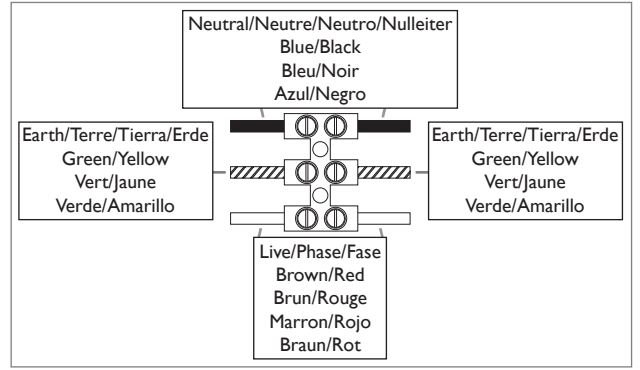 Neutral/Neutre/Neutro/Nulleiter
Blue/Black
Bleu/Noir
Azul/Negro
Earth/Terre/Tierra/Erde
Green/Yellow
Vert/Jaune
Verde/Amarillo
Earth/Terre/Tierra/Erde
Green/Yellow
Vert/Jaune
Verde/Amarillo
Live/Phase/Fase
Brown/Red
Brun/Rouge
Marron/Rojo
Braun/Rot